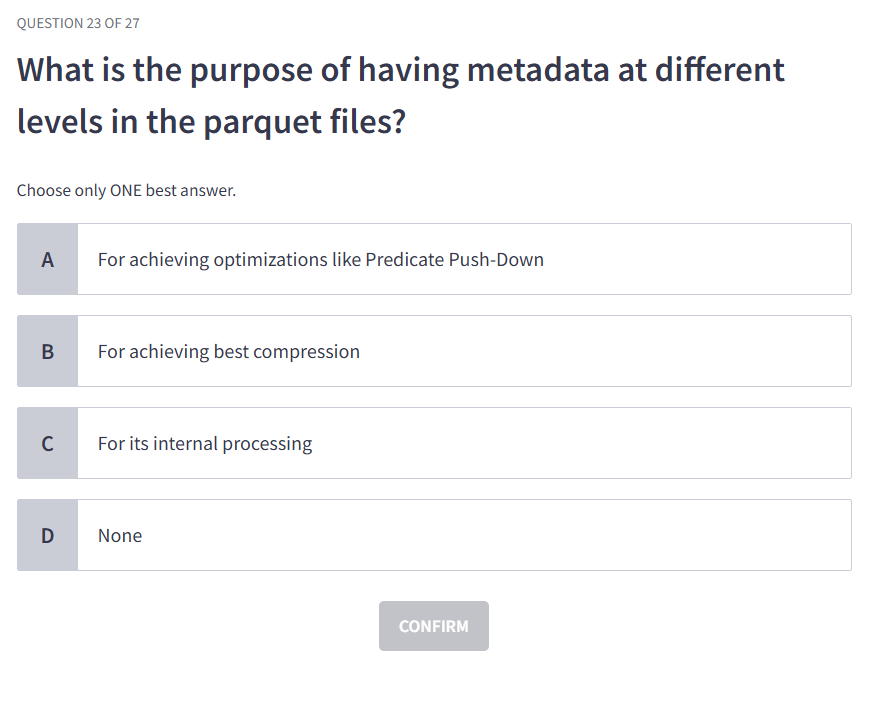 QUESTION 23 OF 27
What is the purpose of having metadata at different
levels in the parquet files?
Choose only ONE best answer.
A For achieving optimizations like Predicate Push-Down
B For achieving best compression
C For its internal processing
D None
CONFIRM